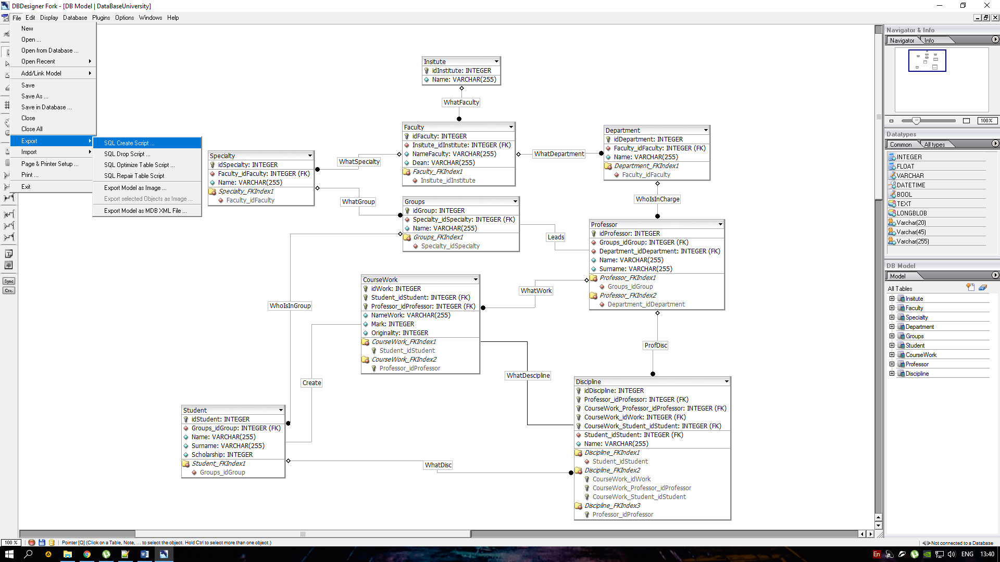 DBDesigner Fork - [DB Model | DataBaseUniversity]
File Edit Display Database Plugins Options Windows Help
New
Open ...
Open from Database ...
Open Recent
Add/Link Model
Save
Save As ...
Save in Database ...
Close
Close All
Export
Import
Page & Printer Setup ...
Print ...
Exit
SQL Create Script ...
SQL Drop Script ...
SQL Optimize Table Script ...
SQL Repair Table Script
Export Model as Image ...
Export selected Objects as Image ...
Export Model as MDB XML File ...
Sync
Cre.
Insitute
idInstitute: INTEGER
Name: VARCHAR(255)
WhatFaculty
Faculty
idFaculty: INTEGER
Insitute_idInstitute: INTEGER (FK)
NameFaculty: VARCHAR(255)
Dean: VARCHAR(255)
Faculty_FKIndex1
Insitute_idInstitute
WhatDepartment
Department
idDepartment: INTEGER
Faculty_idFaculty: INTEGER (FK)
Name: VARCHAR(255)
Department_FKIndex1
Faculty_idFaculty
WhatSpecialty
Specialty
idSpecialty: INTEGER
Faculty_idFaculty: INTEGER (FK)
Name: VARCHAR(255)
Specialty_FKIndex1
Faculty_idFaculty
WhatGroup
WhoIsInCharge
Groups
idGroup: INTEGER
Specialty_idSpecialty: INTEGER (FK)
Name: VARCHAR(255)
Groups_FKIndex1
Specialty_idSpecialty
Leads
Professor
idProfessor: INTEGER
Groups_idGroup: INTEGER (FK)
Department_idDepartment: INTEGER (FK)
Name: VARCHAR(255)
Surname: VARCHAR(255)
Professor_FKIndex1
Groups_idGroup
Professor_FKIndex2
Department_idDepartment
WhatWork
CourseWork
idWork: INTEGER
Student_idStudent: INTEGER (FK)
Professor_idProfessor: INTEGER (FK)
NameWork: VARCHAR(255)
Mark: INTEGER
Originality: INTEGER
CourseWork_FKIndex1
Student_idStudent
CourseWork_FKIndex2
Professor_idProfessor
WhoIsInGroup
ProfDisc
WhatDescipline
Create
Discipline
idDiscipline: INTEGER
Professor_idProfessor: INTEGER (FK)
CourseWork_Professor_idProfessor: INTEGER (FK)
CourseWork_idWork: INTEGER (FK)
CourseWork_Student_idStudent: INTEGER (FK)
Student_idStudent: INTEGER (FK)
Name: VARCHAR(255)
Discipline_FKIndex1
Student_idStudent
Discipline_FKIndex2
CourseWork_idWork
CourseWork_Professor_idProfessor
CourseWork_Student_idStudent
Discipline_FKIndex3
Professor_idProfessor
Student
idStudent: INTEGER
Groups_idGroup: INTEGER (FK)
Name: VARCHAR(255)
Surname: VARCHAR(255)
Scholarship: INTEGER
Student_FKIndex1
Groups_idGroup
WhatDisc
Navigator & Info
Navigator Info
100%
Datatypes
Common All types
INTEGER
FLOAT
VARCHAR
DATETIME
BOOL
TEXT
LONGBLOB
Varchar(20)
Varchar(45)
Varchar(255)
DB Model
Model
All Tables
Insitute
Faculty
Specialty
Department
Groups
Student
CourseWork
Professor
Discipline
100 %
Pointer [Q] (Click on a Table, Note, ... to select the object. Hold Ctrl to select more than one object.)
Not connected to a Database
En
ENG
13:40